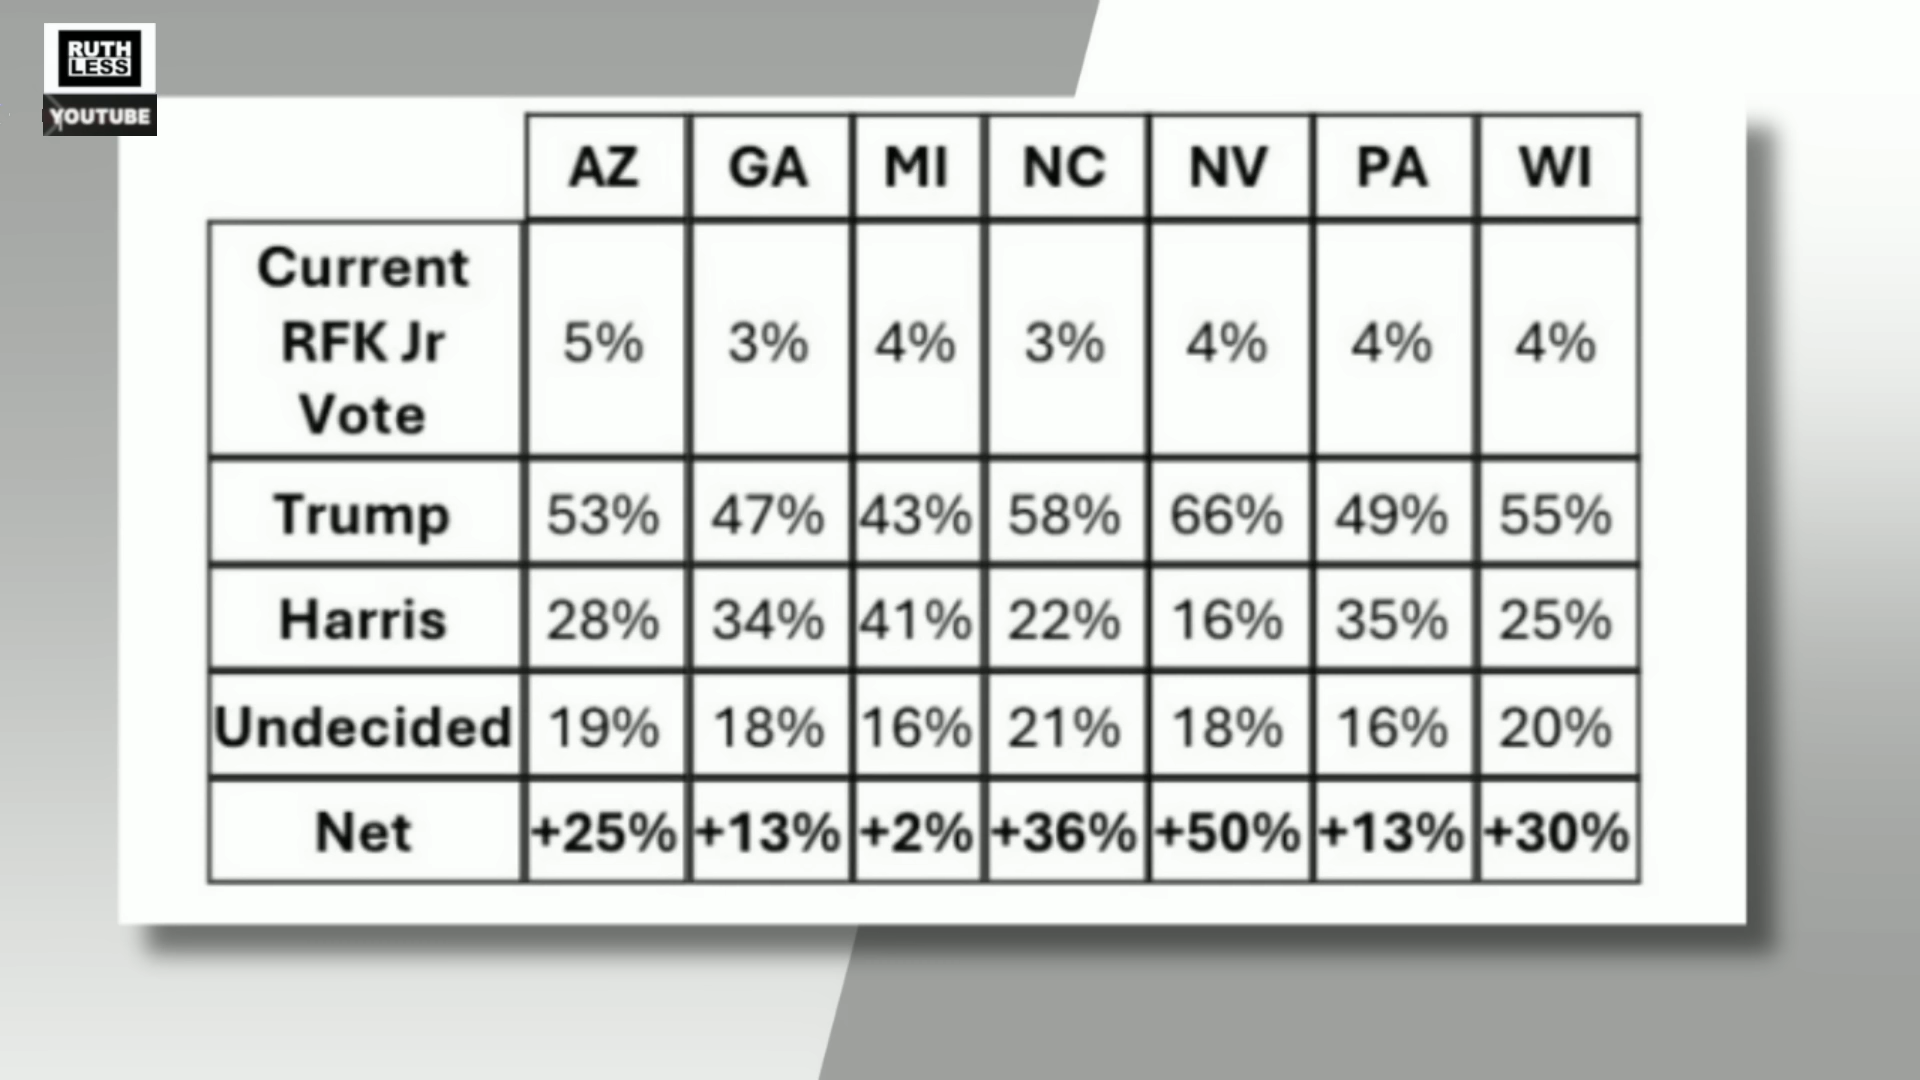 RUTH
LESS
YOUTUBE
AZ GA MI NC NV PA WI
Current
RFK Jr
Vote
5% 3% 4% 3% 4% 4% 4%
Trump 53% 47% 43% 58% 66% 49% 55%
Harris 28% 34% 41% 22% 16% 35% 25%
Undecided 19% 18% 16% 21% 18% 16% 20%
Net +25% +13% +2% +36% +50% +13% +30%